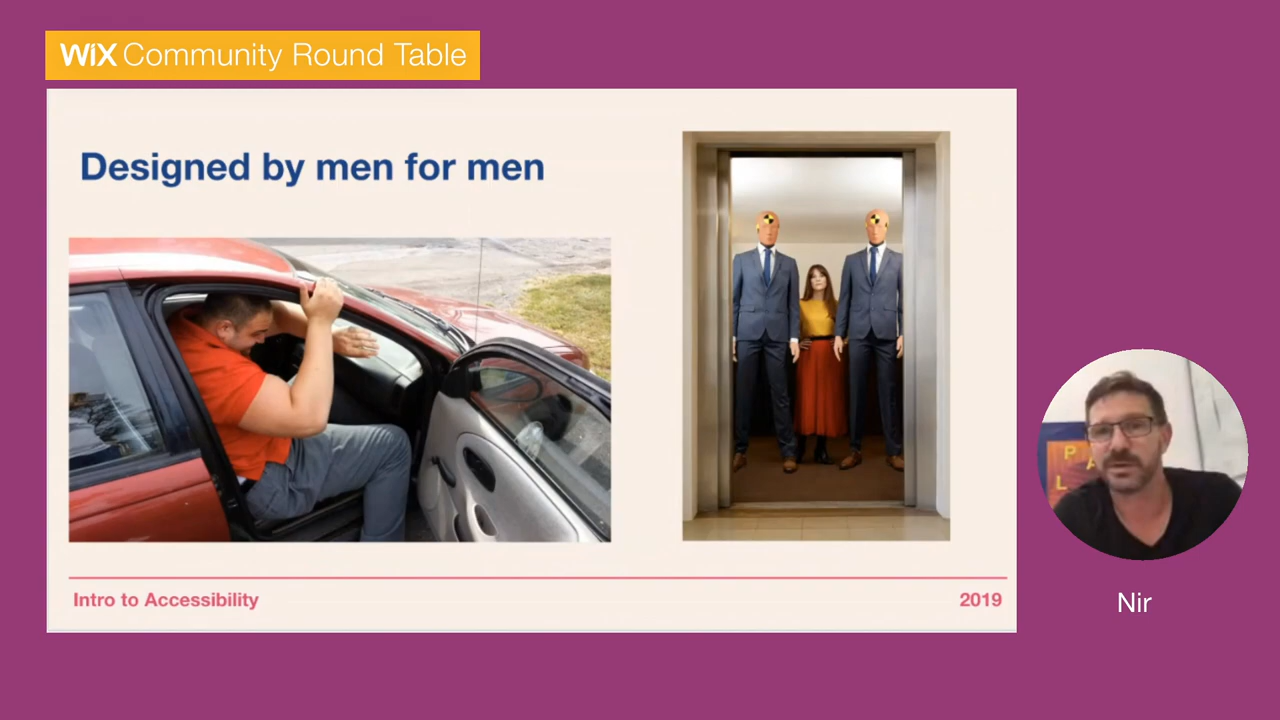 WiX Community Round Table
Designed by men for men
Intro to Accessibility
2019
Nir